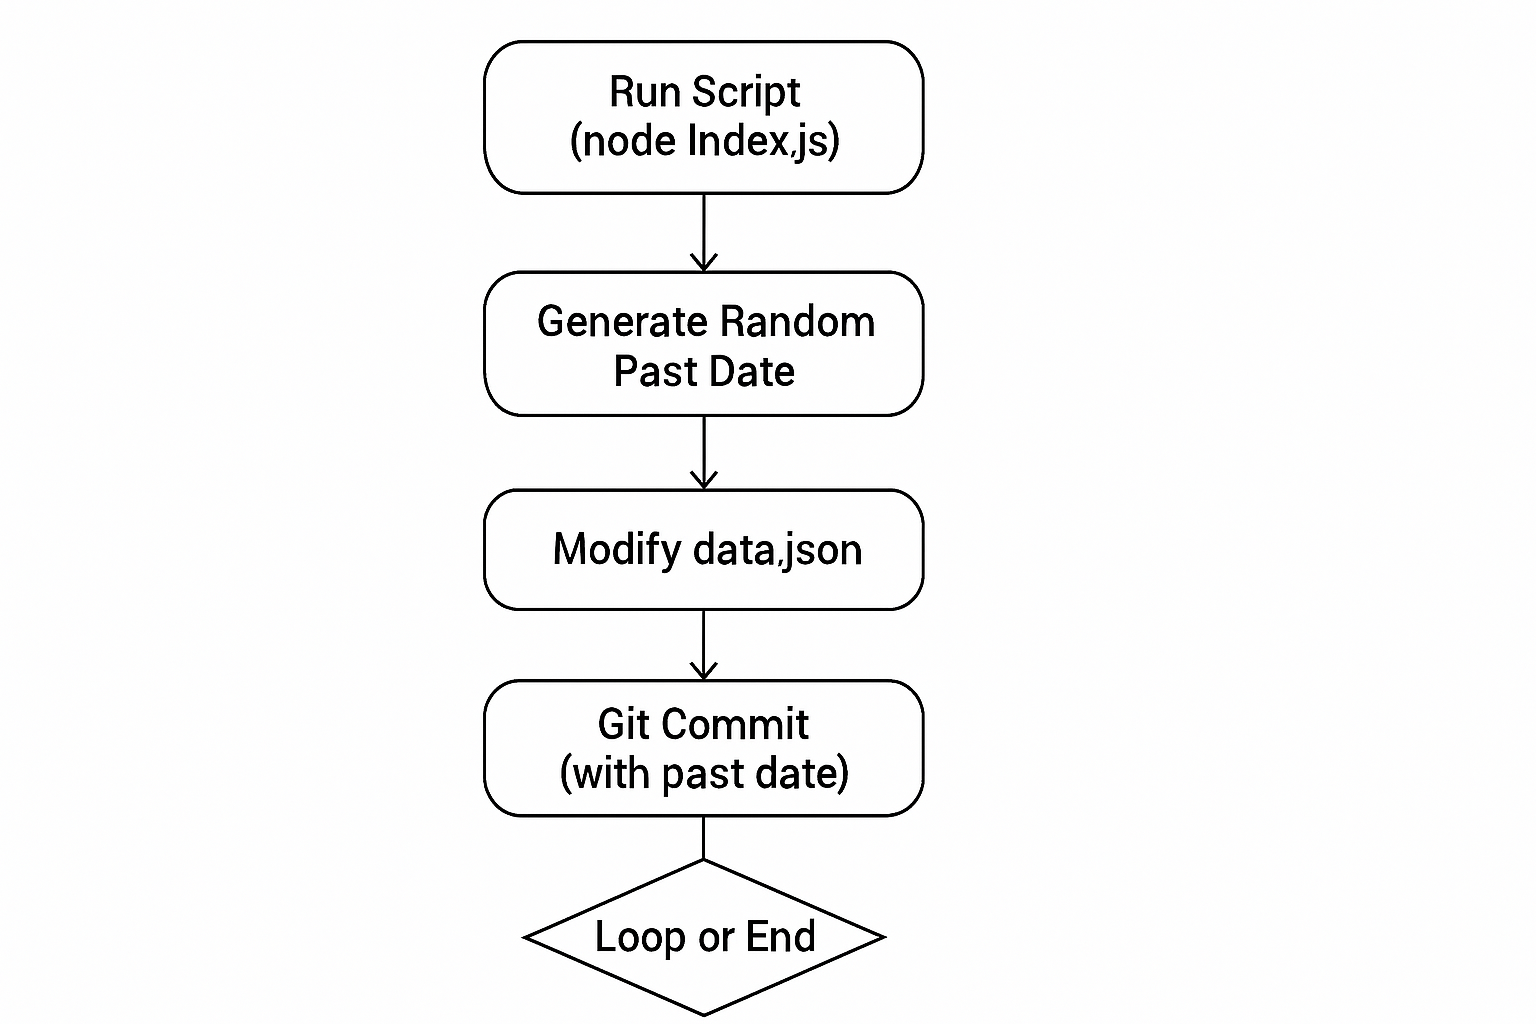 Run Script
(node Index,js)
Generate Random
Past Date
Modify data,json
Git Commit
(with past date)
Loop or End